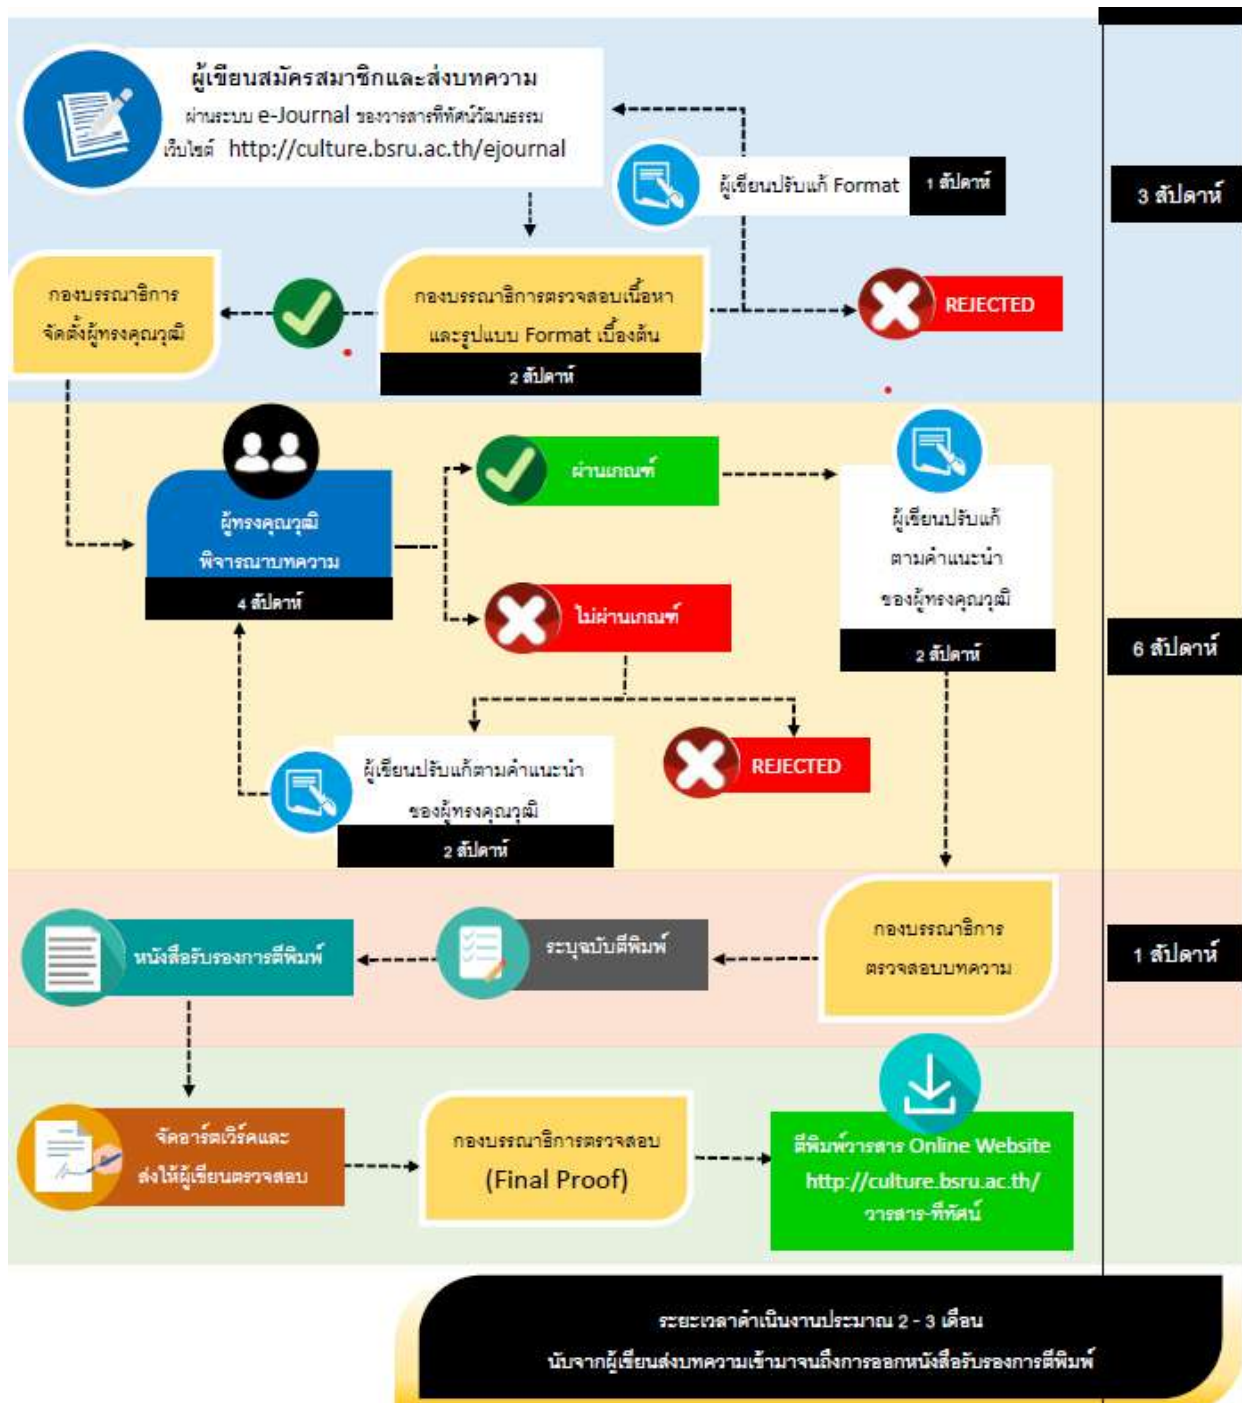 ผู้เขียนสมัครสมาชิกและส่งบทความ
ผ่านระบบ e-Journal ของวารสารทีทัศน์วัฒนธรรม
เว็บไซต์ http://culture.bsru.ac.th/ejournal
ผู้เขียนปรับแก้ Format
1 สัปดาห์
3 สัปดาห์
กองบรรณาธิการ
จัดตั้งผู้ทรงคุณวุฒิ
กองบรรณาธิการตรวจสอบเนื้อหา
และรูปแบบ Format เบื้องต้น
2 สัปดาห์
REJECTED
ผู้ทรงคุณวุฒิ
พิจารณาบทความ
4 สัปดาห์
ผ่านเกณฑ์
ไม่ผ่านเกณฑ์
ผู้เขียนปรับแก้
ตามคำแนะนำ
ของผู้ทรงคุณวุฒิ
2 สัปดาห์
6 สัปดาห์
ผู้เขียนปรับแก้ตามคำแนะนำ
ของผู้ทรงคุณวุฒิ
2 สัปดาห์
REJECTED
หนังสือรับรองการตีพิมพ์
ระบุฉบับตีพิมพ์
กองบรรณาธิการ
ตรวจสอบบทความ
1 สัปดาห์
จัดอาร์ตเวิร์คและ
ส่งให้ผู้เขียนตรวจสอบ
กองบรรณาธิการตรวจสอบ
(Final Proof)
ตีพิมพ์วารสาร Online Website
http://culture.bsru.ac.th/
วารสาร-ทีทัศน์
ระยะเวลาดำเนินงานประมาณ 2 - 3 เดือน
นับจากผู้เขียนส่งบทความเข้ามาจนถึงการออกหนังสือรับรองการตีพิมพ์